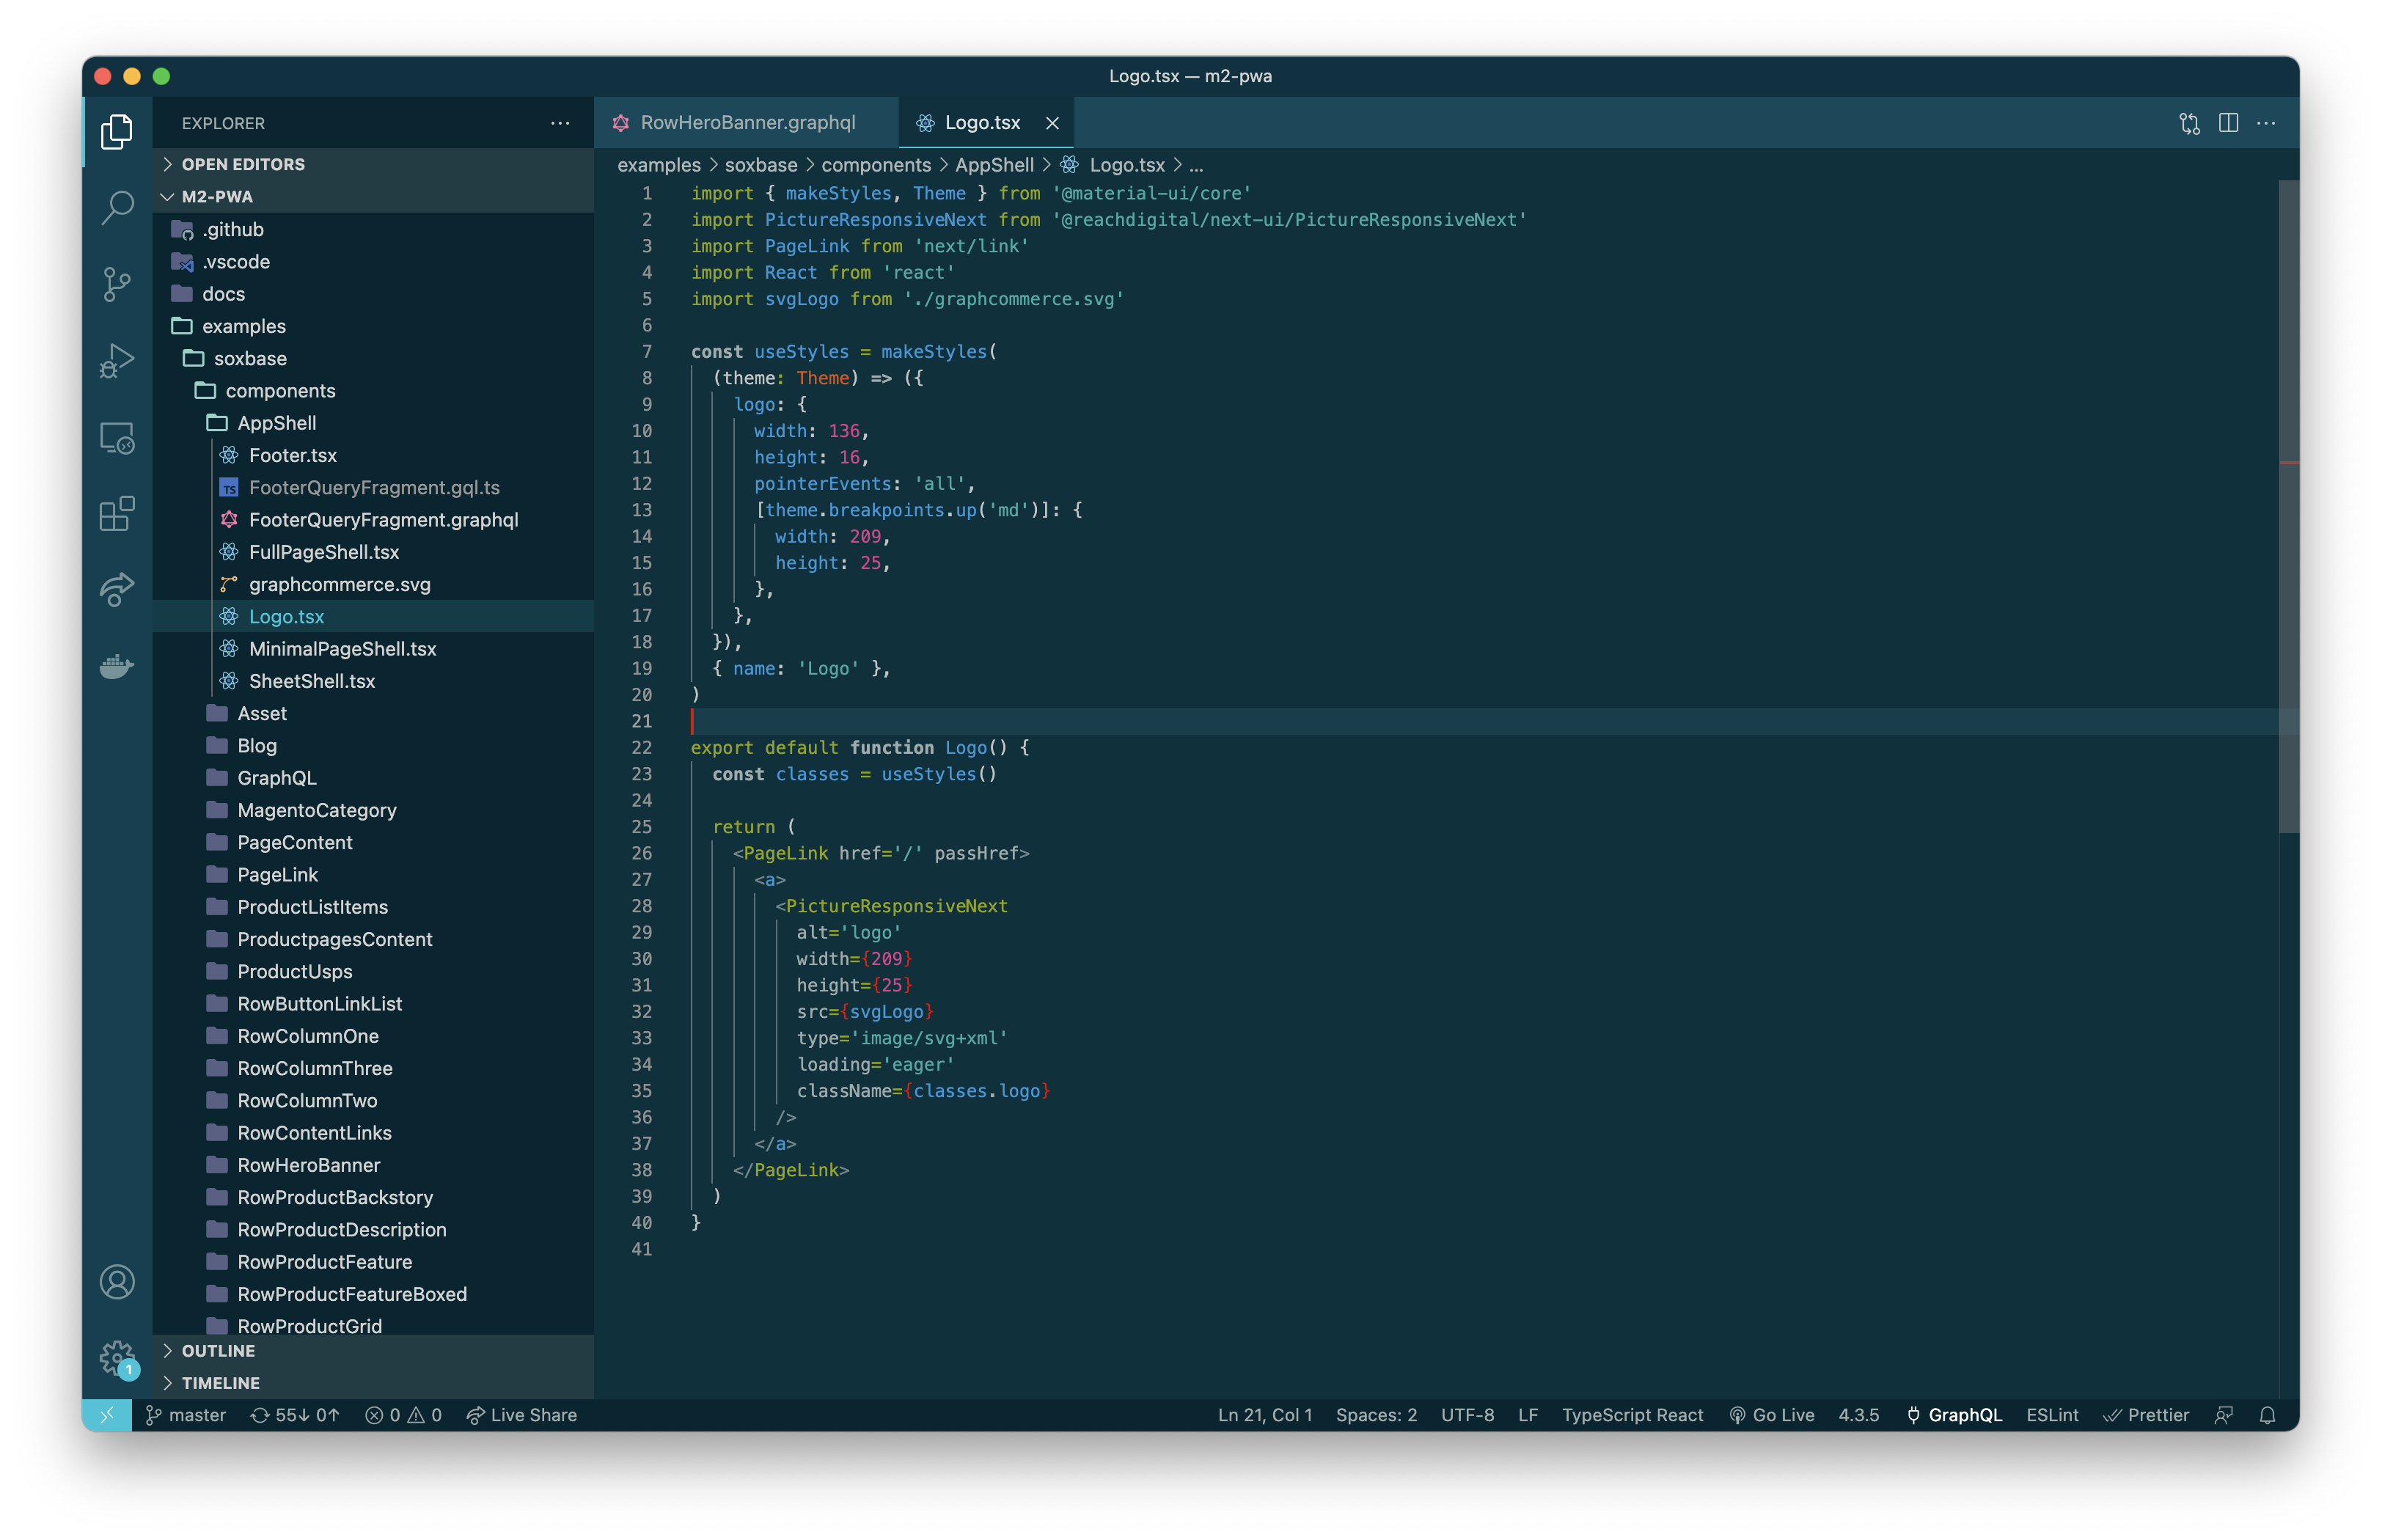 Logo.tsx — m2-pwa
EXPLORER
OPEN EDITORS
M2-PWA
.github
.vscode
docs
examples
soxbase
components
AppShell
Footer.tsx
TS FooterQueryFragment.gql.ts
FooterQueryFragment.graphql
FullPageShell.tsx
graphcommerce.svg
Logo.tsx
MinimalPageShell.tsx
SheetShell.tsx
Asset
Blog
GraphQL
MagentoCategory
PageContent
PageLink
ProductListItems
ProductpagesContent
ProductUsps
RowButtonLinkList
RowColumnOne
RowColumnThree
RowColumnTwo
RowContentLinks
RowHeroBanner
RowProductBackstory
RowProductDescription
RowProductFeature
RowProductFeatureBoxed
RowProductGrid
OUTLINE
TIMELINE
1
RowHeroBanner.graphql Logo.tsx
examples > soxbase > components > AppShell > Logo.tsx > ...
1 import { makeStyles, Theme } from '@material-ui/core'
2 import PictureResponsiveNext from '@reachdigital/next-ui/PictureResponsiveNext'
3 import PageLink from 'next/link'
4 import React from 'react'
5 import svgLogo from './graphcommerce.svg'
6
7 const useStyles = makeStyles(
8 (theme: Theme) => ({
9 logo: {
10 width: 136,
11 height: 16,
12 pointerEvents: 'all',
13 [theme.breakpoints.up('md')]: {
14 width: 209,
15 height: 25,
16 },
17 },
18 }),
19 { name: 'Logo' },
20 )
21
22 export default function Logo() {
23 const classes = useStyles()
24
25 return (
26 <PageLink href='/' passHref>
27 <a>
28 <PictureResponsiveNext
29 alt='logo'
30 width={209}
31 height={25}
32 src={svgLogo}
33 type='image/svg+xml'
34 loading='eager'
35 className={classes.logo}
36 />
37 </a>
38 </PageLink>
39 )
40 }
41
master 55↓ 0↑ 0 0 Live Share Ln 21, Col 1 Spaces: 2 UTF-8 LF TypeScript React Go Live 4.3.5 GraphQL ESLint Prettier